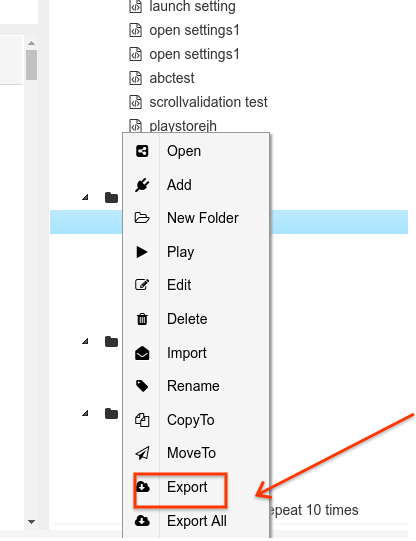 launch setting
open settings1
open settings1
abctest
scrollvalidation test
playstorejh
Open
Add
New Folder
Play
Edit
Delete
Import
Rename
CopyTo
MoveTo
Export
epeat 10 times
Export All